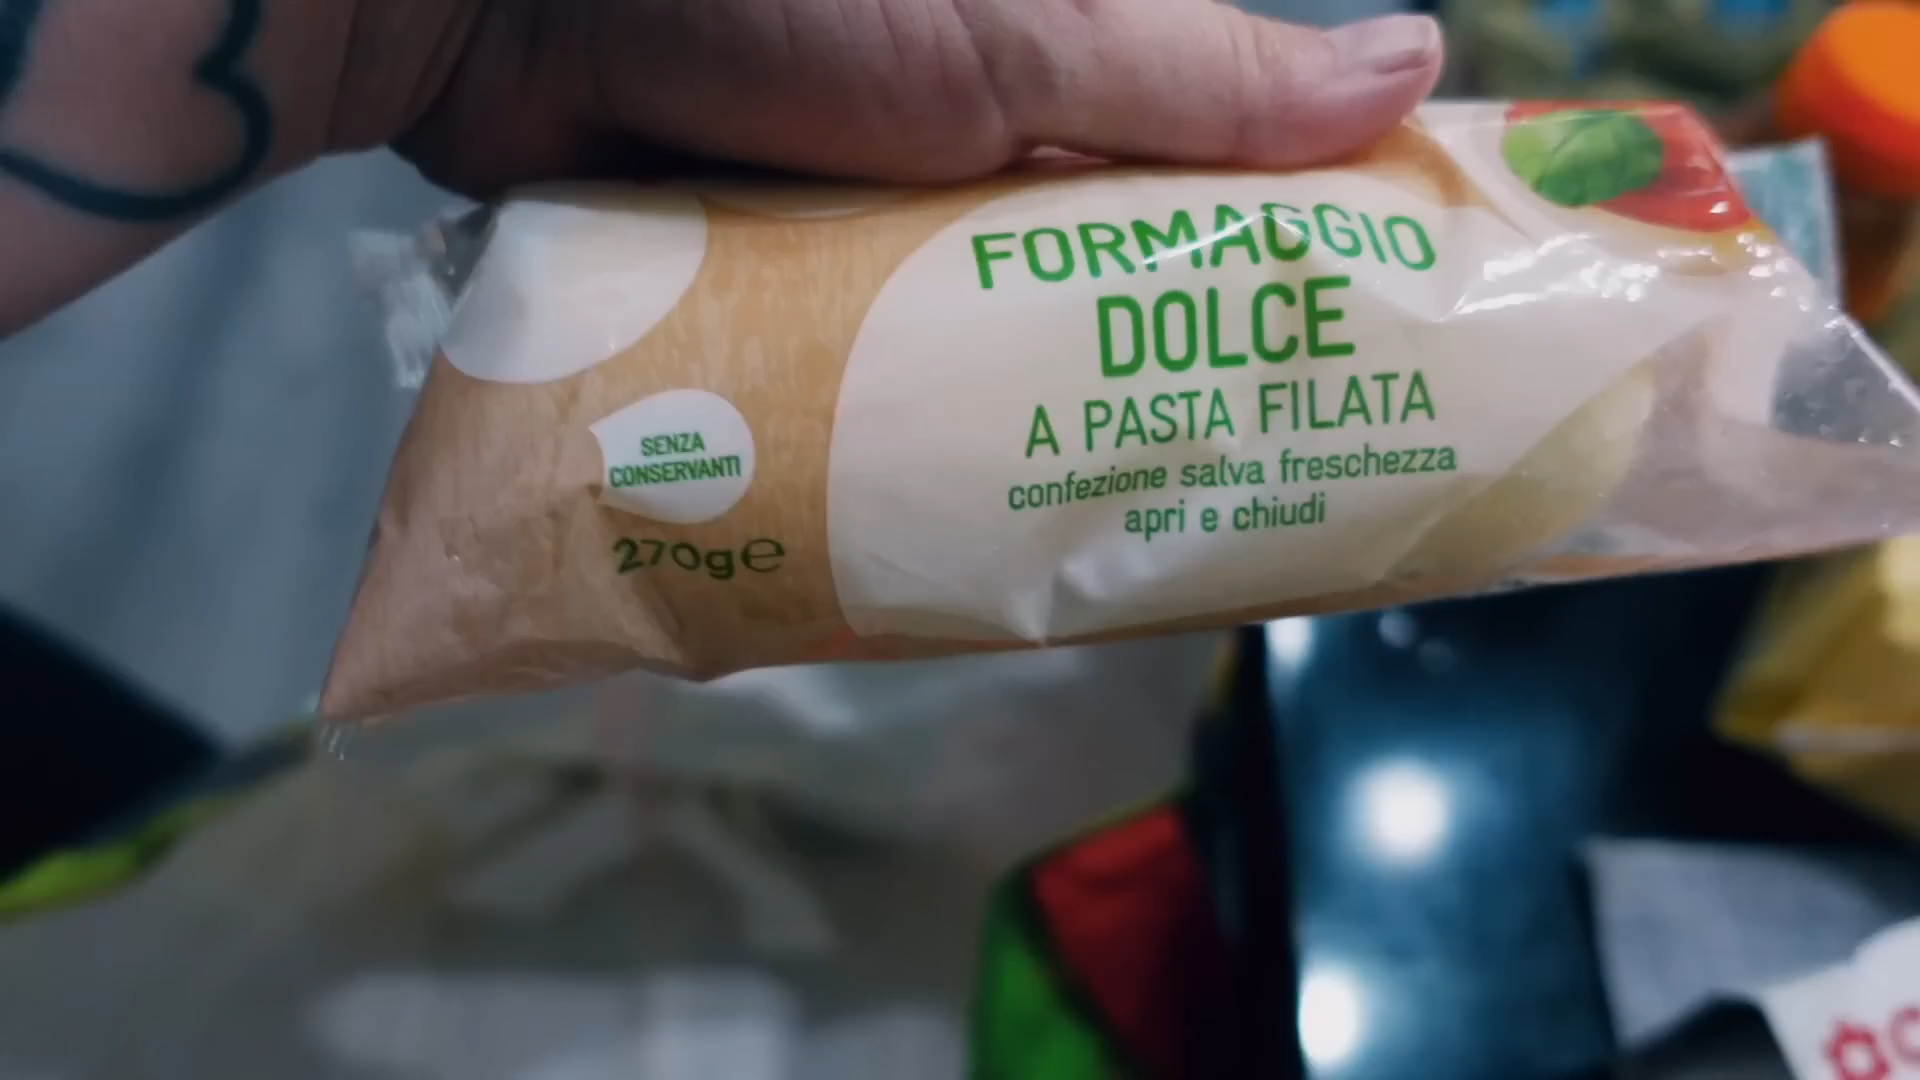 FORMAGGIO
DOLCE
A PASTA FILATA
confezione salva freschezza
apri e chiudi
SENZA
CONSERVANTI
270g℮